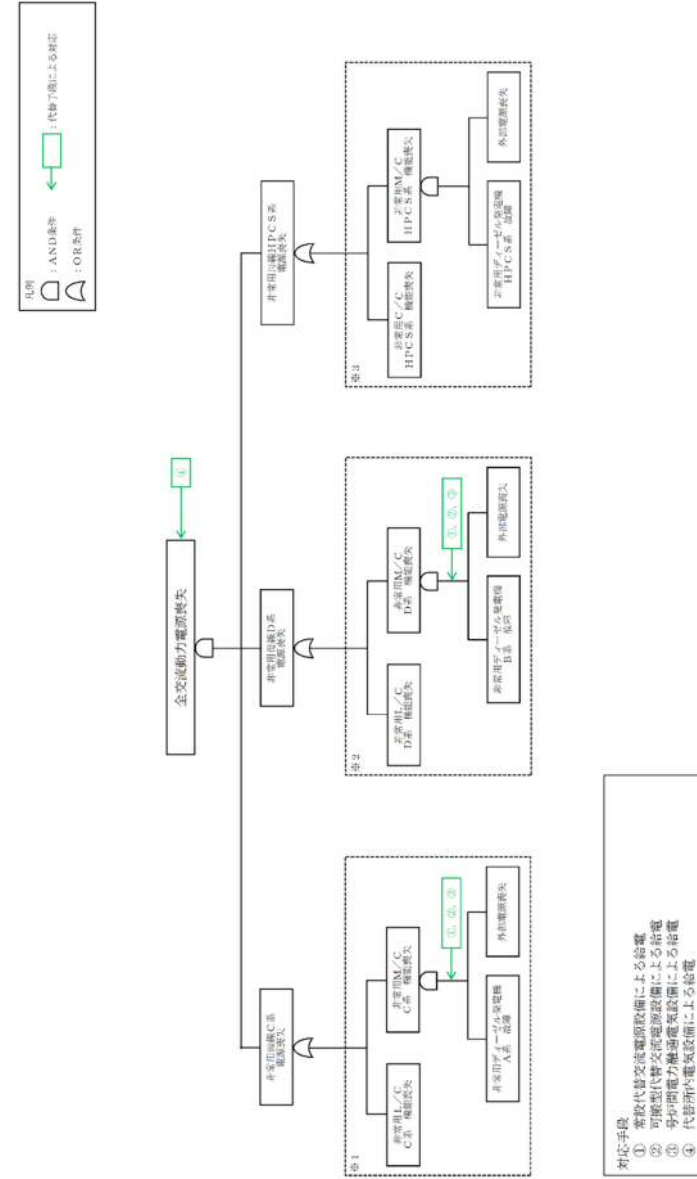 凡例
：AND条件
：OR条件
：代替手段による対応
全交流動力電源喪失
④
非常用母線C系
電源喪失
非常用母線D系
電源喪失
非常用母線HPCS系
電源喪失
※1
非常用L／C
C系 機能喪失
非常用M／C
C系 機能喪失
①，②，③
非常用ディーゼル発電機
A系 故障
外部電源喪失
※2
非常用L／C
D系 機能喪失
非常用M／C
D系 機能喪失
①，②，③
非常用ディーゼル発電機
B系 故障
外部電源喪失
※3
非常用C／C
HPCS系 機能喪失
非常用M／C
HPCS系 機能喪失
非常用ディーゼル発電機
HPCS系 故障
外部電源喪失
対応手段
① 常設代替交流電源設備による給電
② 可搬型代替交流電源設備による給電
③ 号炉間電力融通電気設備による給電
④ 代替所内電気設備による給電